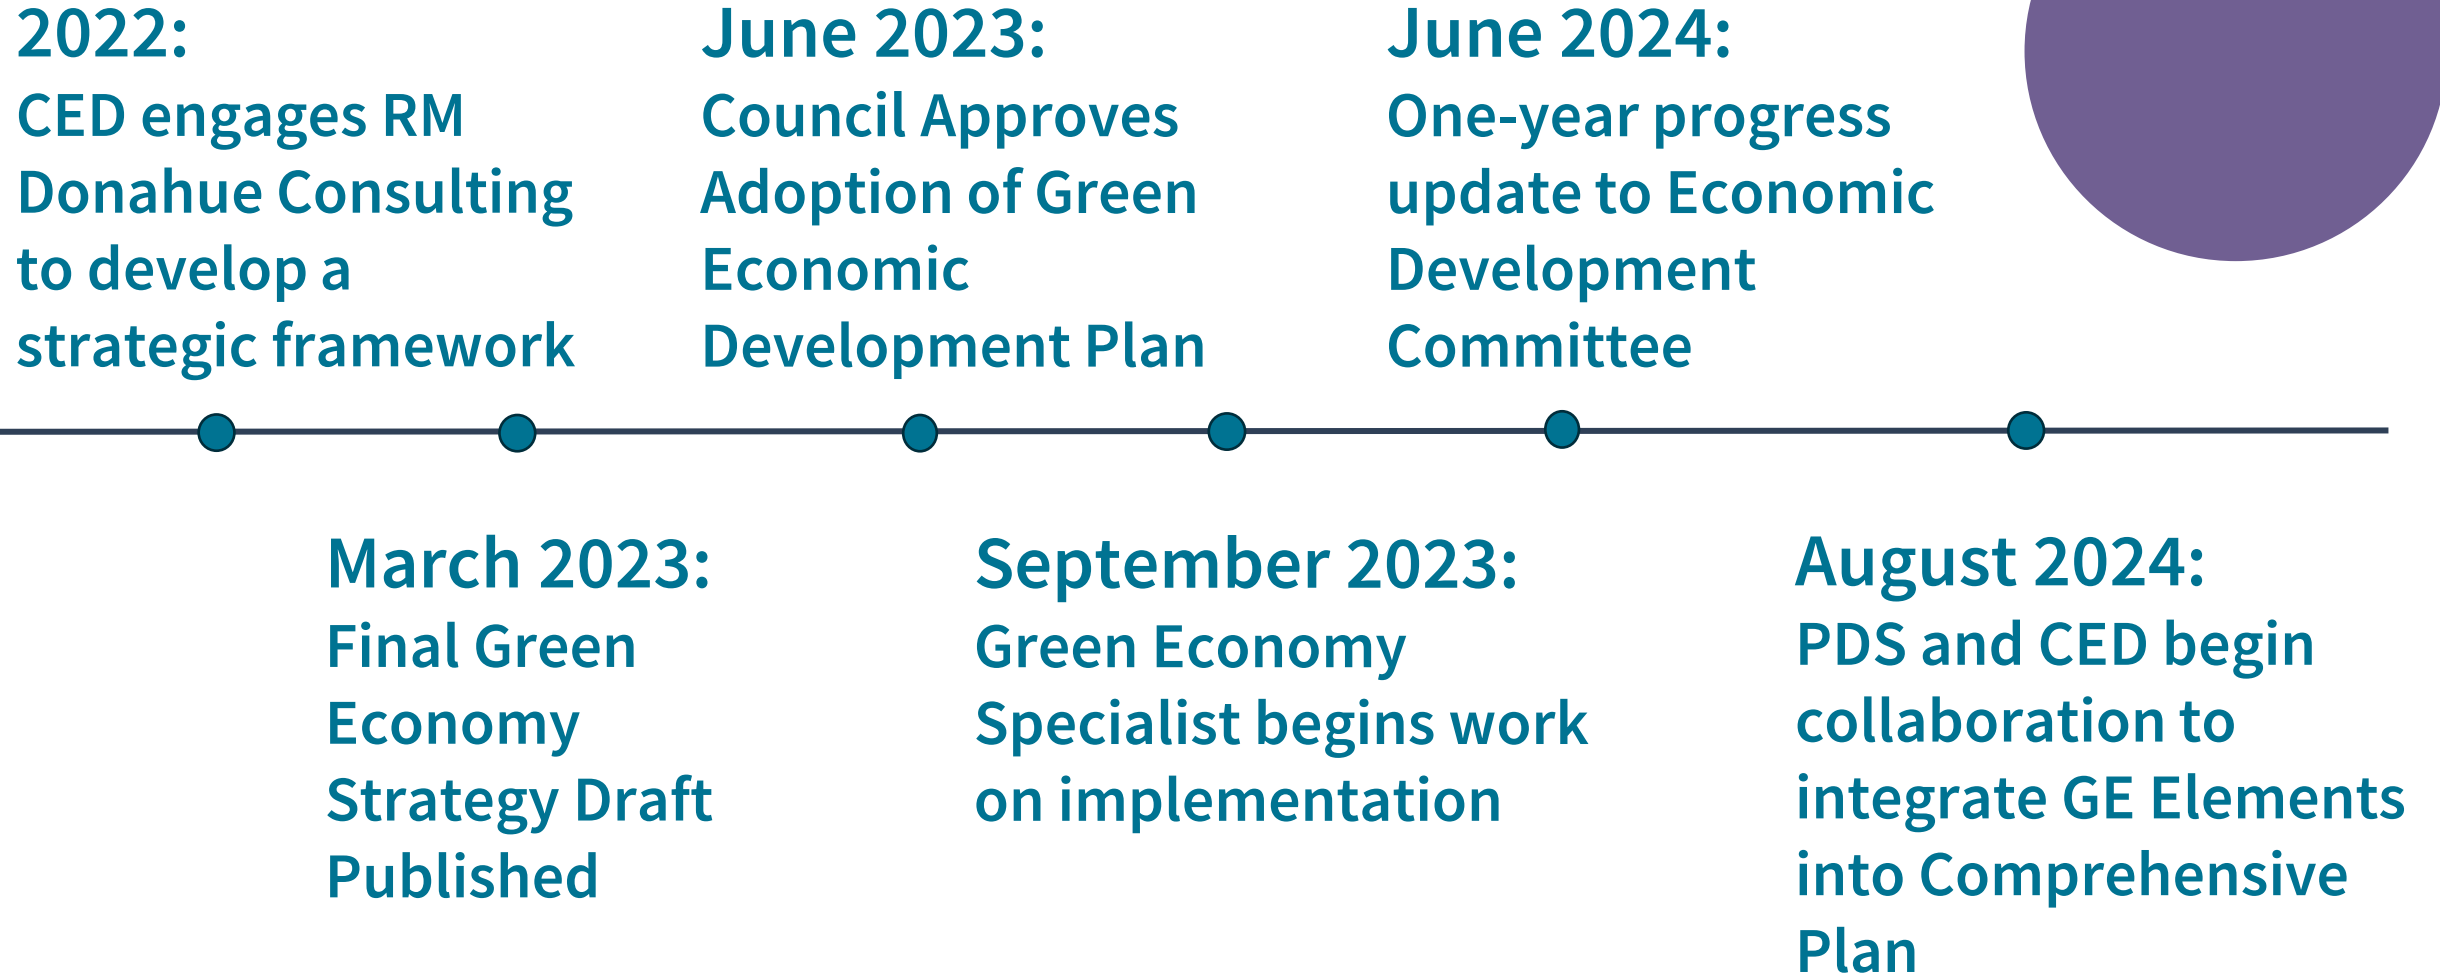 2022:
CED engages RM
Donahue Consulting
to develop a
strategic framework
June 2023:
Council Approves
Adoption of Green
Economic
Development Plan
June 2024:
One-year progress
update to Economic
Development
Committee
March 2023:
Final Green
Economy
Strategy Draft
Published
September 2023:
Green Economy
Specialist begins work
on implementation
August 2024:
PDS and CED begin
collaboration to
integrate GE Elements
into Comprehensive
Plan